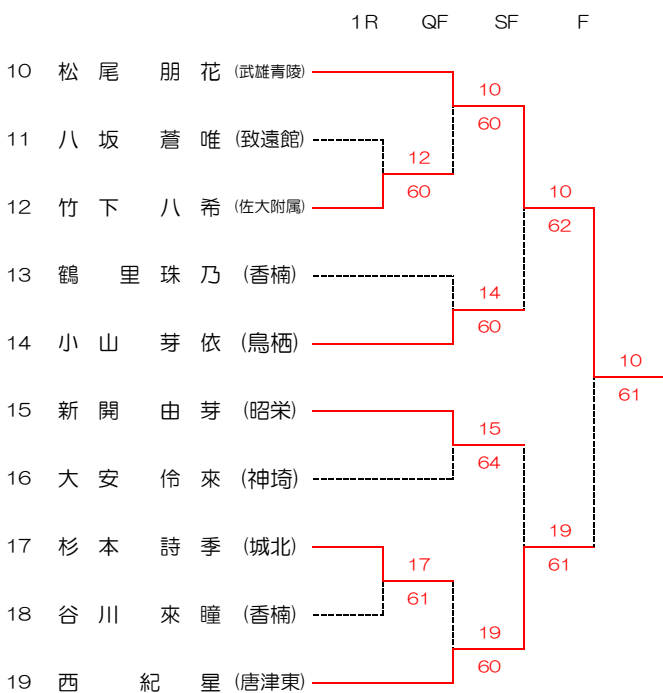 1R QF SF F
10 松尾 朋花 (武雄青陵)
10
60
11 八坂 蒼唯 (致遠館)
12
60
12 竹下 八希 (佐大附属)
10
62
13 鶴 里珠乃 (香楠)
14
60
14 小山 芽依 (鳥栖)
10
61
15 新開 由芽 (昭栄)
15
64
16 大安 伶來 (神埼)
17 杉本 詩季 (城北)
19
61
17
61
18 谷川 來瞳 (香楠)
19
60
19 西 紀星 (唐津東)